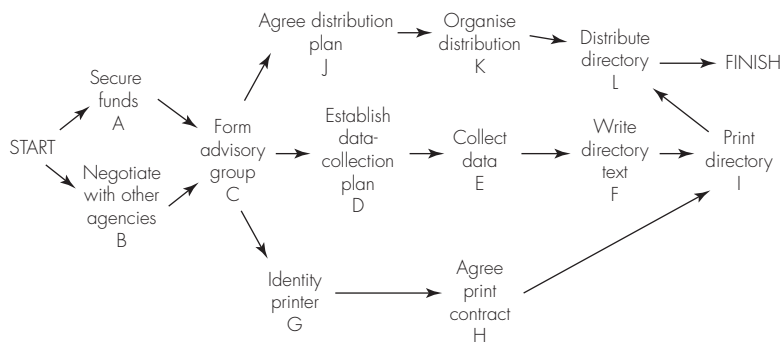 START
Secure
funds
A
Negotiate
with other
agencies
B
Form
advisory
group
C
Agree distribution
plan
J
Organise
distribution
K
Distribute
directory
L
FINISH
Establish
data-
collection
plan
D
Collect
data
E
Write
directory
text
F
Print
directory
I
Identity
printer
G
Agree
print
contract
H